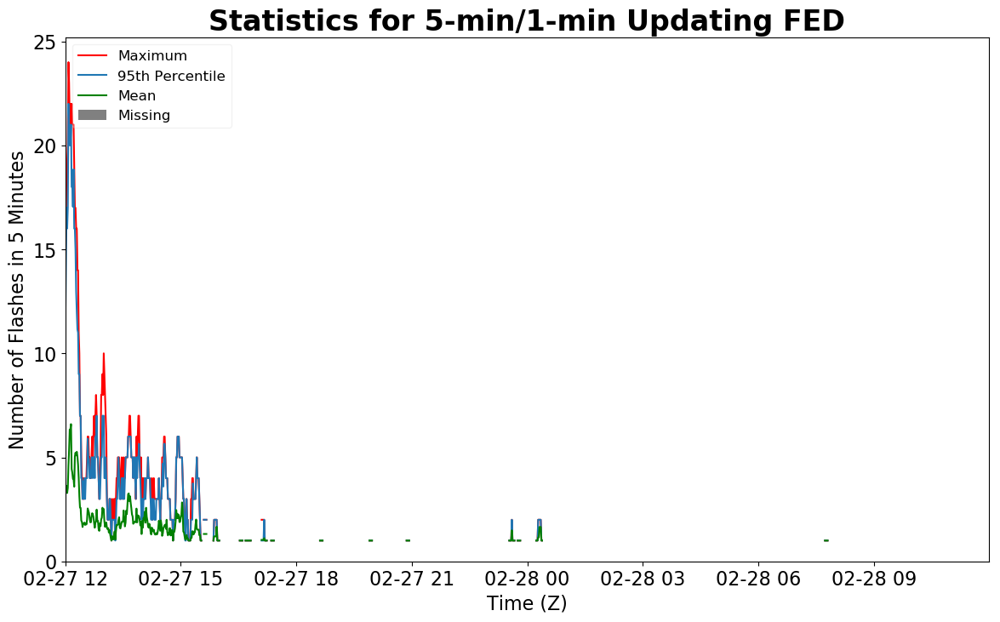 Statistics for 5-min/1-min Updating FED
Number of Flashes in 5 Minutes
25
20
15
10
5
0
Maximum
95th Percentile
Mean
Missing
02-27 12 02-27 15 02-27 18 02-27 21 02-28 00 02-28 03 02-28 06 02-28 09
Time (Z)